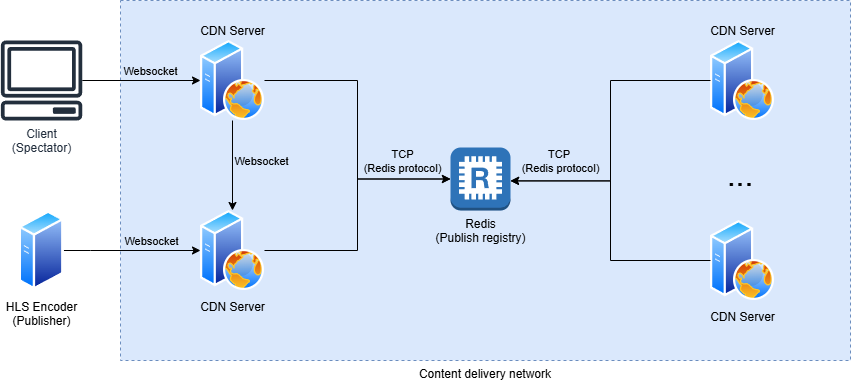 CDN Server
CDN Server
Websocket
Client
(Spectator)
Websocket
TCP
(Redis protocol)
R
TCP
(Redis protocol)
...
Redis
(Publish registry)
Websocket
HLS Encoder
(Publisher)
CDN Server
CDN Server
Content delivery network